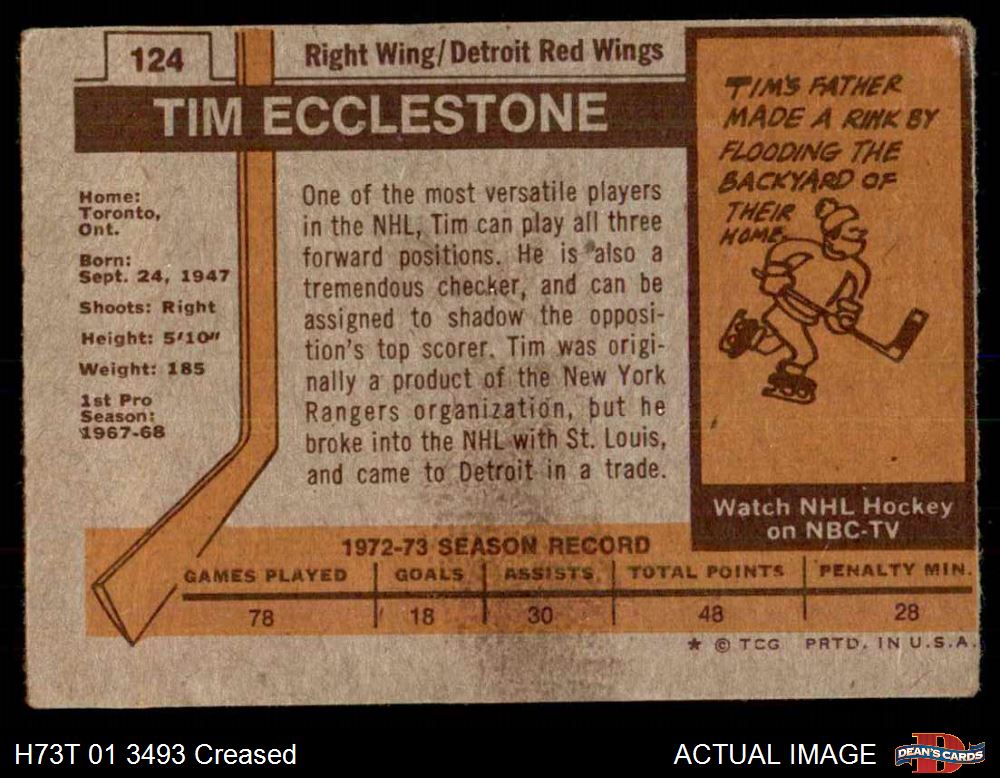 124
Right Wing/Detroit Red Wings
TIM ECCLESTONE
Home:
Toronto,
Ont.
Born:
Sept. 24, 1947
Shoots: Right
Height: 5'10"
Weight: 185
1st Pro
Season:
1967-68
One of the most versatile players
in the NHL, Tim can play all three
forward positions. He is also a
tremendous checker, and can be
assigned to shadow the opposi-
tion's top scorer. Tim was origi-
nally a product of the New York
Rangers organization, but he
broke into the NHL with St. Louis,
and came to Detroit in a trade.
TIM'S FATHER
MADE A RINK BY
FLOODING THE
BACKYARD OF
THEIR
HOME.
Watch NHL Hockey
on NBC-TV
1972-73 SEASON RECORD
GAMES PLAYED GOALS ASSISTS TOTAL POINTS PENALTY MIN.
78 18 30 48 28
* © TCG PRTD. IN U.S.A.
H73T 01 3493 Creased
ACTUAL IMAGE
DEAN'S CARDS